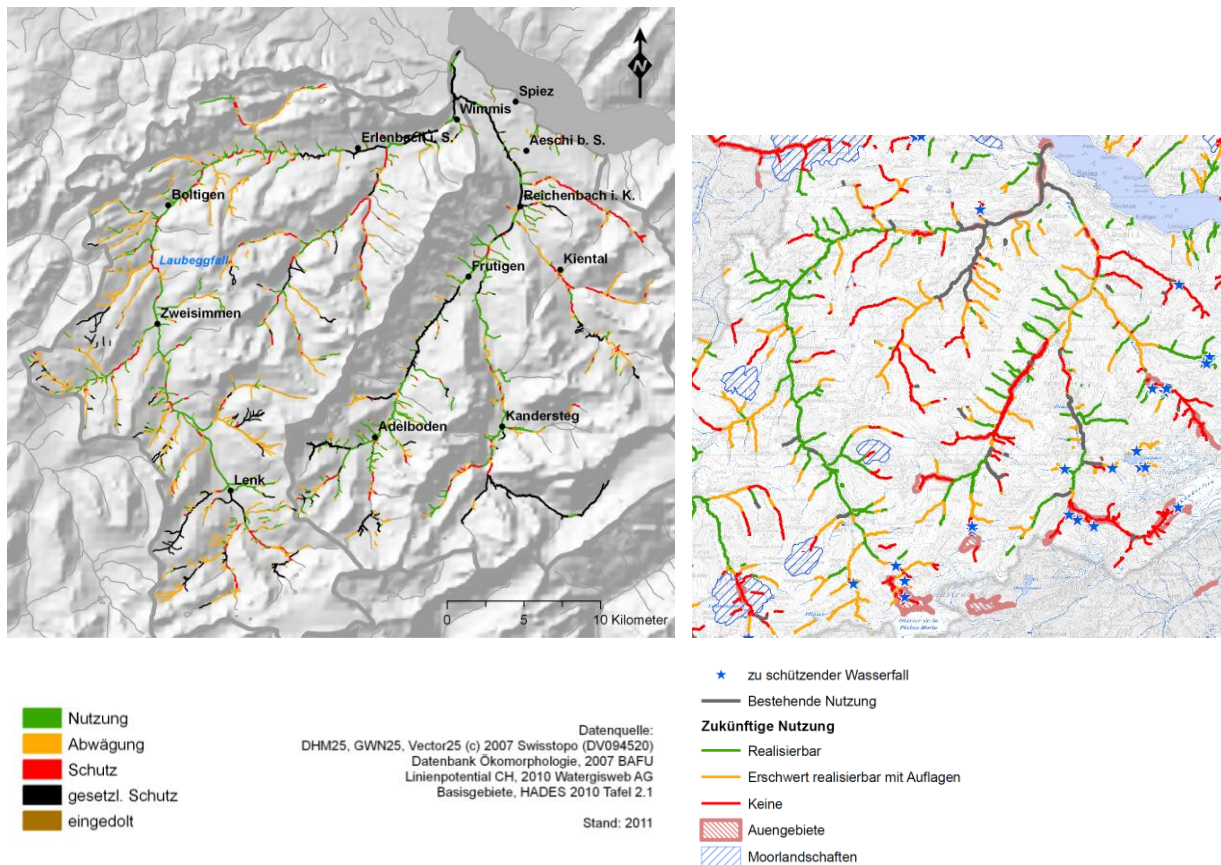 N
Spiez
Wimmis
Erlenbach i. S.
Aeschi b. S.
Boltigen
Reichenbach i. K.
Laubeggfall
Frutigen
Kiental
Zweisimmen
Adelboden
Kandersteg
Lenk
0 5 10 Kilometer
Spiez
Nutzung
Abwägung
Schutz
gesetzl. Schutz
eingedolt
Datenquelle:
DHM25, GWN25, Vector25 (c) 2007 Swisstopo (DV094520)
Datenbank Ökomorphologie, 2007 BAFU
Linienpotential CH, 2010 Watergisweb AG
Basisgebiete, HADES 2010 Tafel 2.1
Stand: 2011
zu schützender Wasserfall
Bestehende Nutzung
Zukünftige Nutzung
Realisierbar
Erschwert realisierbar mit Auflagen
Keine
Auengebiete
Moorlandschaften